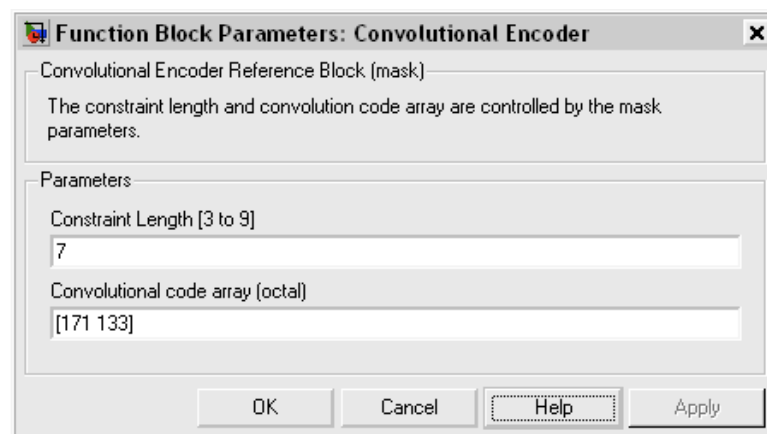 Function Block Parameters: Convolutional Encoder
Convolutional Encoder Reference Block (mask)
The constraint length and convolution code array are controlled by the mask
parameters.
Parameters
Constraint Length [3 to 9]
7
Convolutional code array (octal)
[171 133]
OK Cancel Help Apply